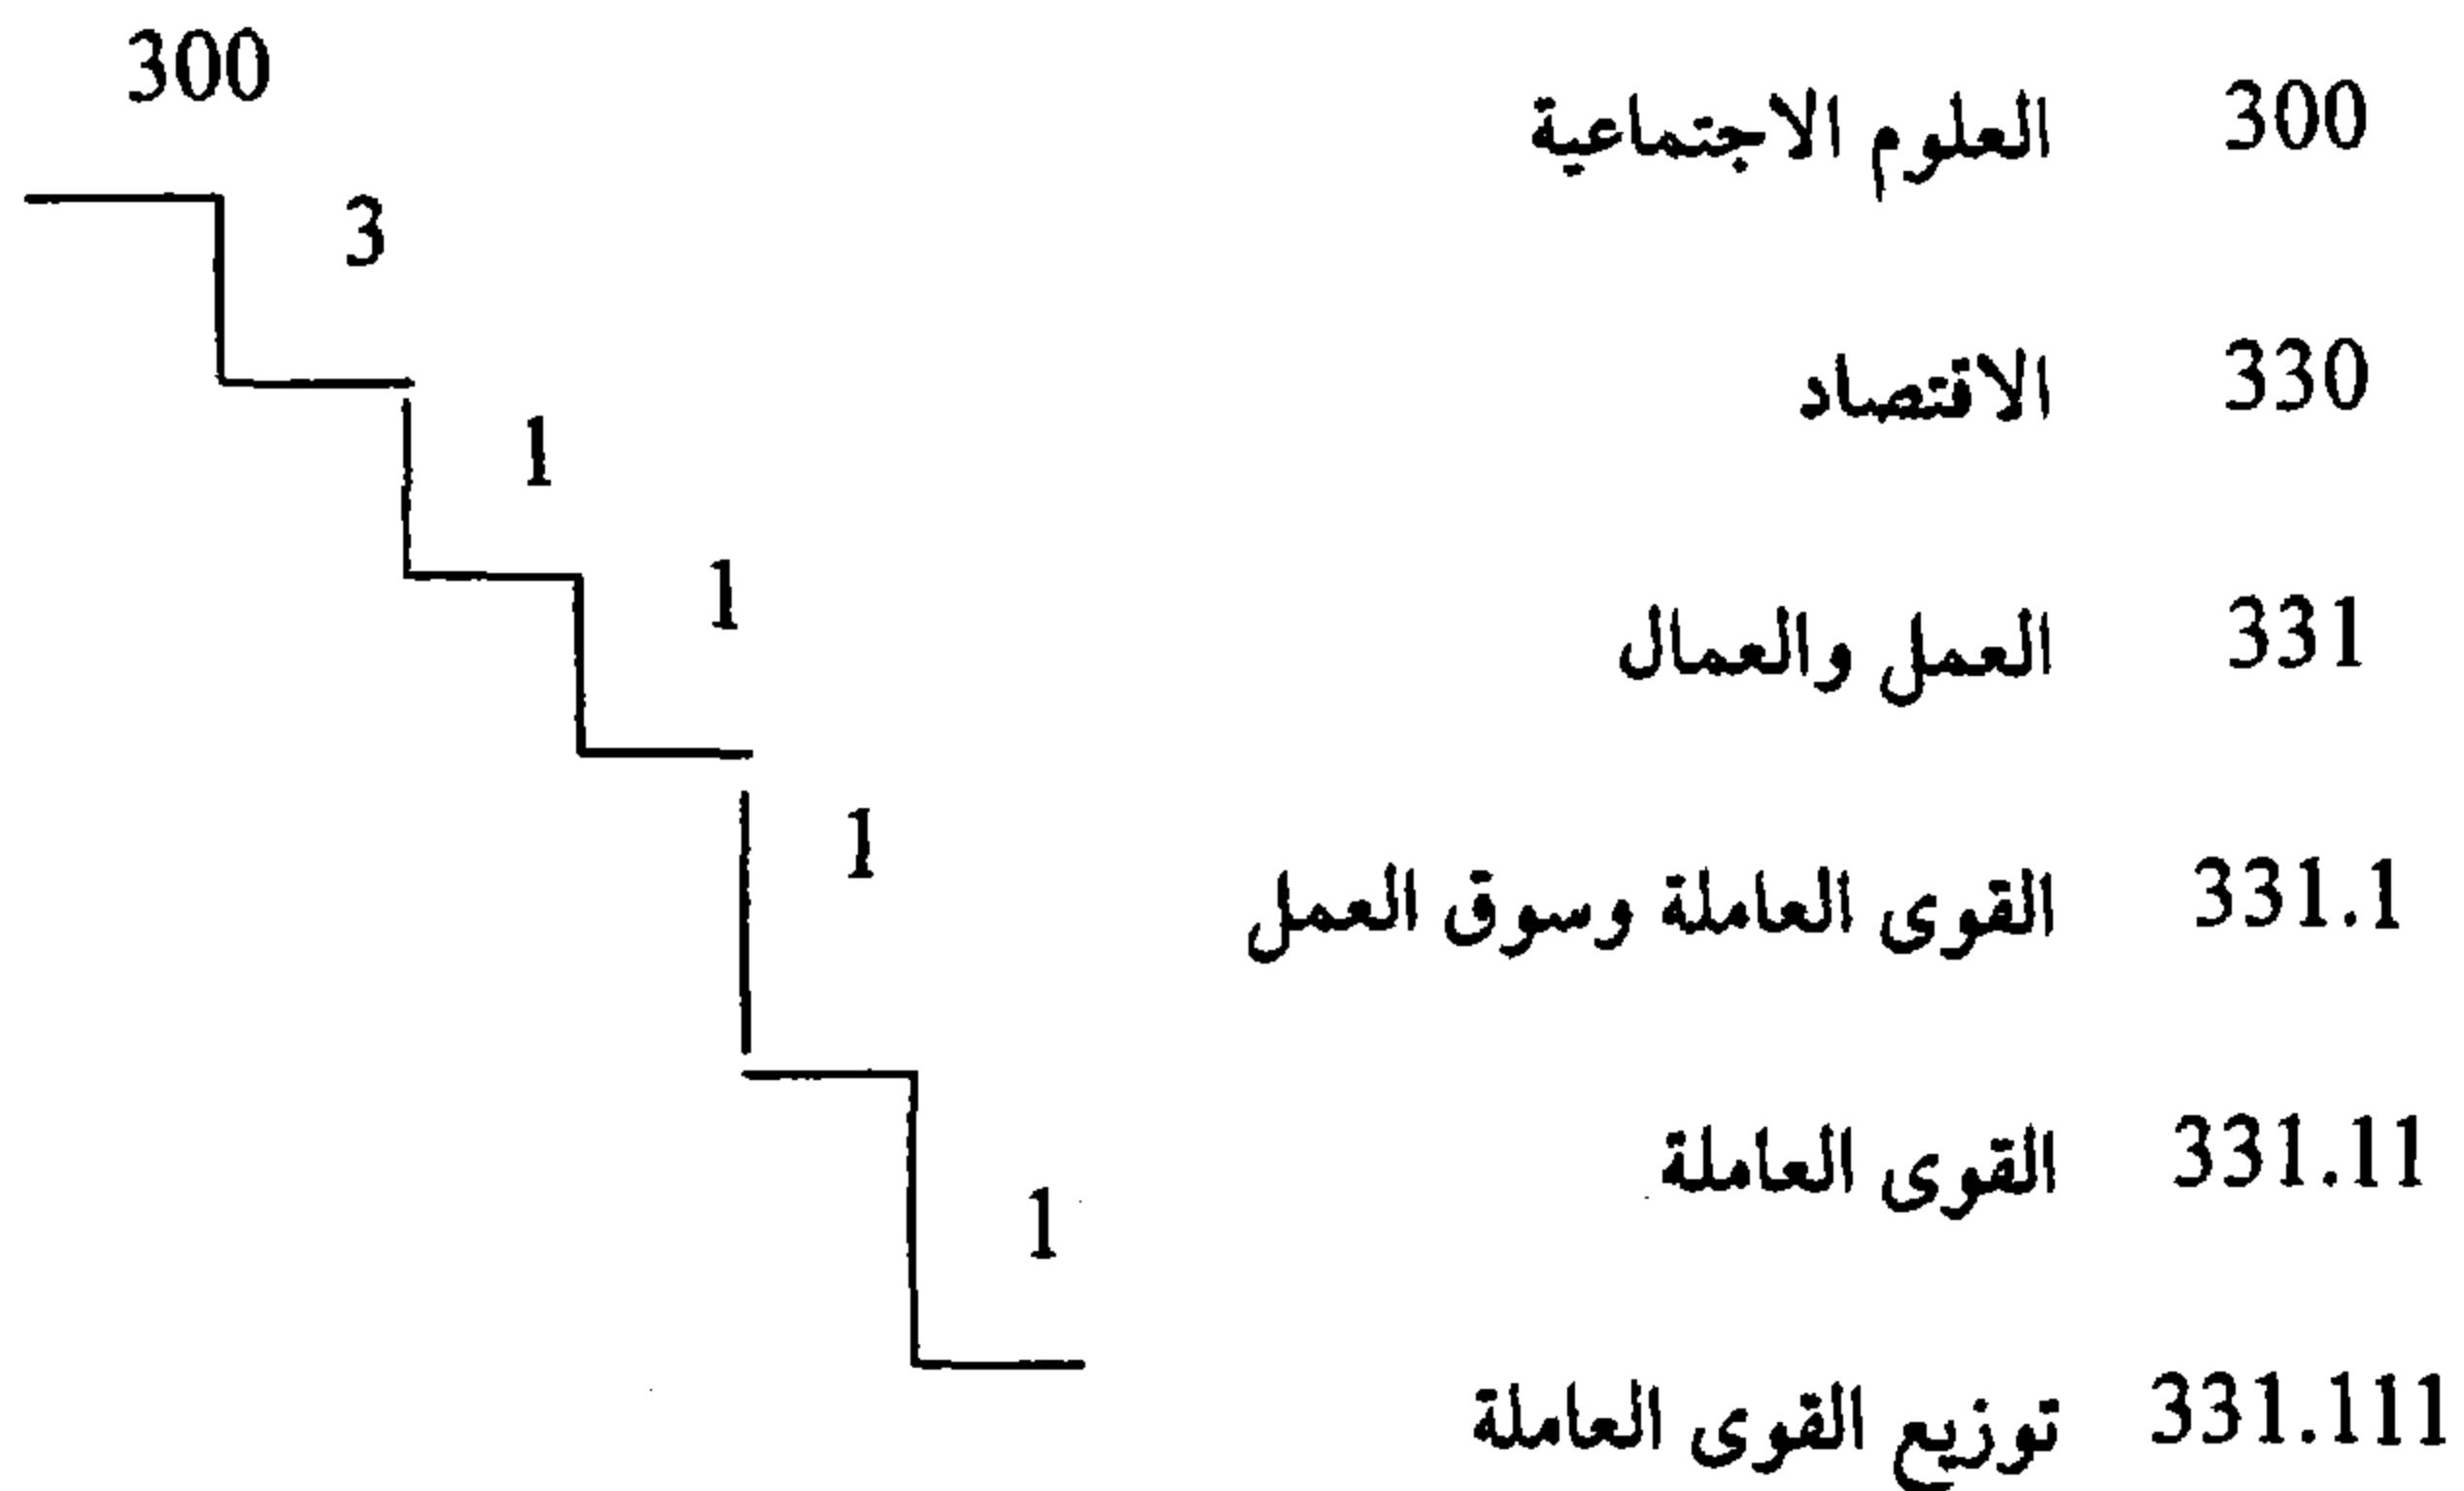 300
300 العلوم الاجتماعية
3
330 الاقتصاد
1
1
331 العمل والعمال
1
331.1 القوى العاملة وسوق العمل
331.11 القوى العاملة
1
331.111 توزيع القوى العاملة